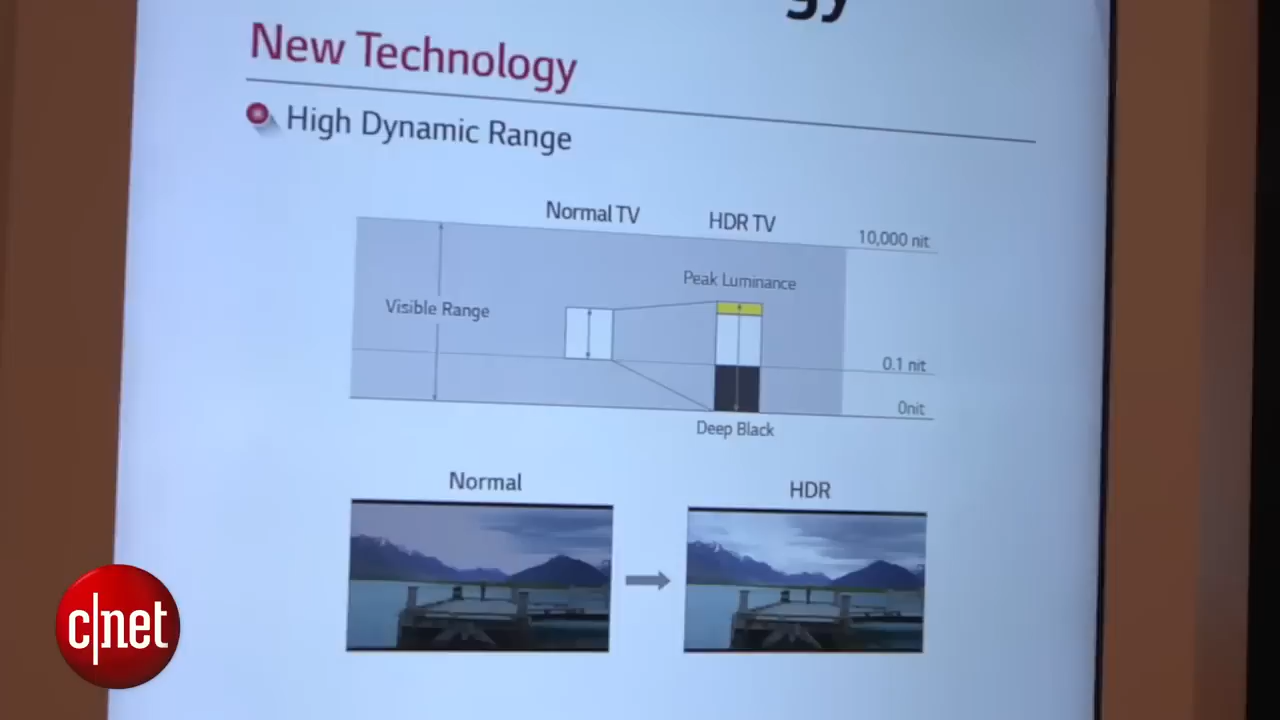 New Technology
High Dynamic Range
Normal TV
HDR TV
10,000 nit
Peak Luminance
Visible Range
0.1 nit
0nit
Deep Black
Normal
HDR
c|net